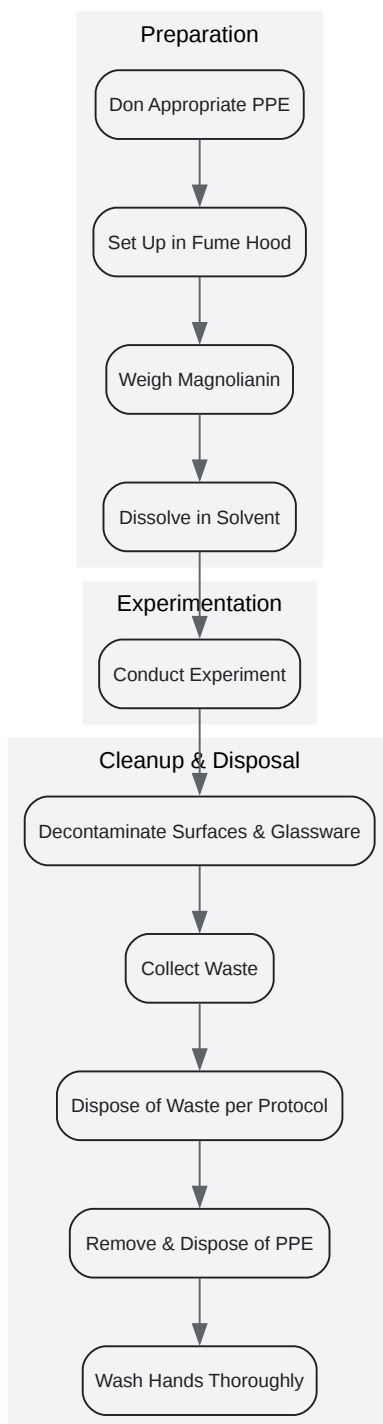 Preparation
Don Appropriate PPE
Set Up in Fume Hood
Weigh Magnolianin
Dissolve in Solvent
Experimentation
Conduct Experiment
Cleanup & Disposal
Decontaminate Surfaces & Glassware
Collect Waste
Dispose of Waste per Protocol
Remove & Dispose of PPE
Wash Hands Thoroughly